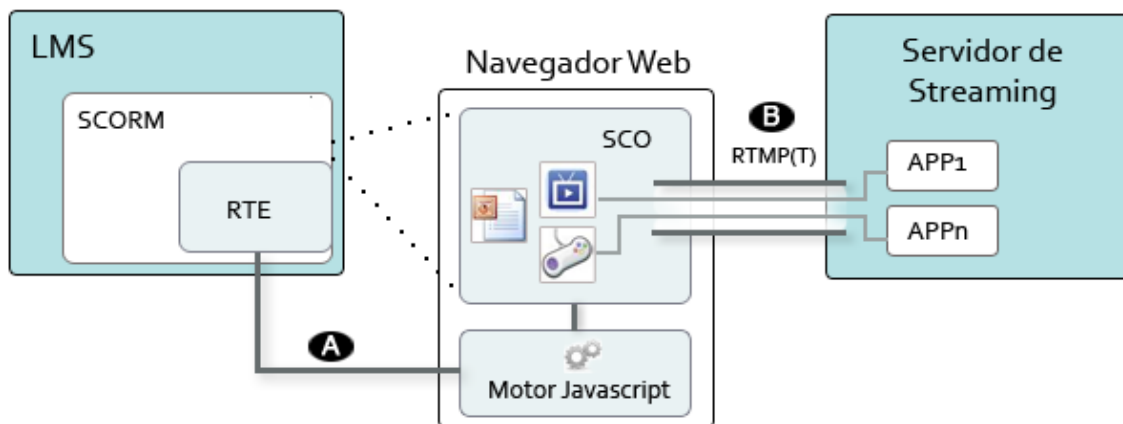 LMS
SCORM
RTE
A
Navegador Web
SCO
Motor Javascript
B
RTMP(T)
Servidor de
Streaming
APP1
APPn